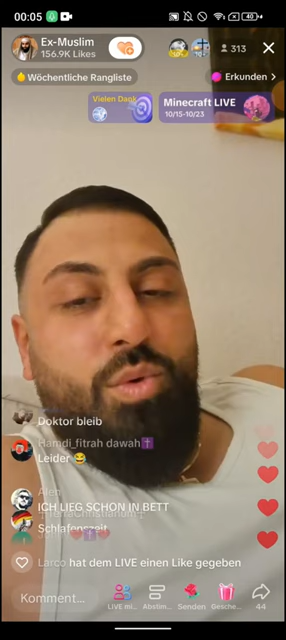 00:05
40
Ex-Muslim
156.9K Likes
313
Wöchentliche Rangliste
Erkunden >
Vielen Dank
Minecraft LIVE
10/15-10/23
Doktor bleib
Hamdi_fitrah dawah
Leider
Alen
ICH LIEG SCHON IN BETT
Schlafenszeit
Larco hat dem LIVE einen Like gegeben
Komment...
LIVE mi...
Abstim...
Senden
Gesche...
44